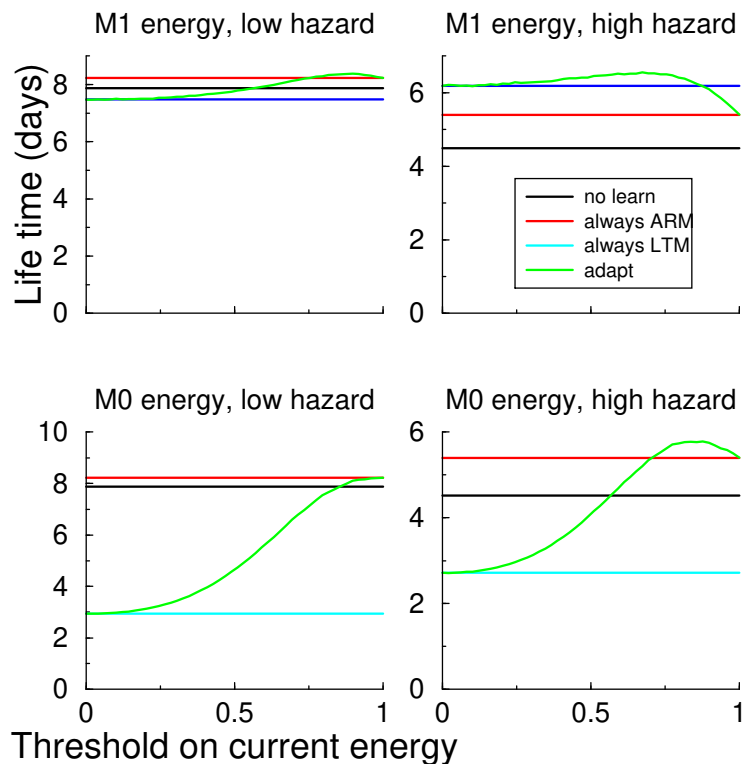 M1 energy, low hazard
M1 energy, high hazard
Life time (days)
8
6
4
2
0
6
4
2
0
no learn
always ARM
always LTM
adapt
M0 energy, low hazard
M0 energy, high hazard
10
8
6
4
2
0
6
4
2
0
0 0.5 1
0 0.5 1
Threshold on current energy